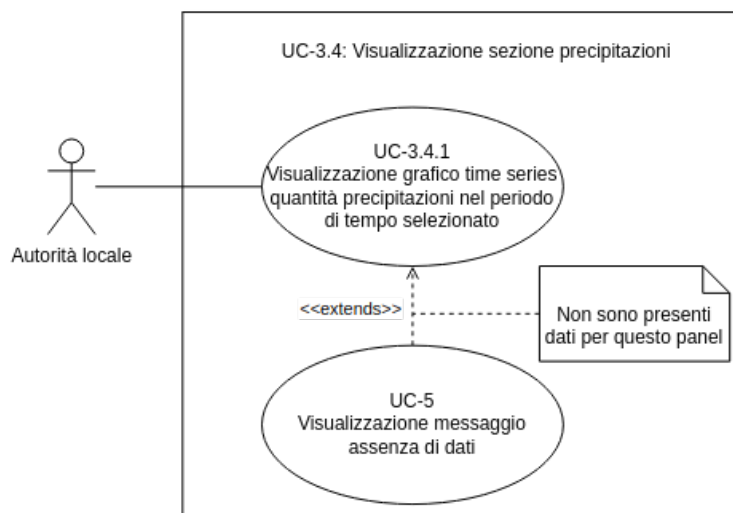 UC-3.4: Visualizzazione sezione precipitazioni
UC-3.4.1
Visualizzazione grafico time series
quantità precipitazioni nel periodo
di tempo selezionato
Autorità locale
<<extends>>
Non sono presenti
dati per questo panel
UC-5
Visualizzazione messaggio
assenza di dati